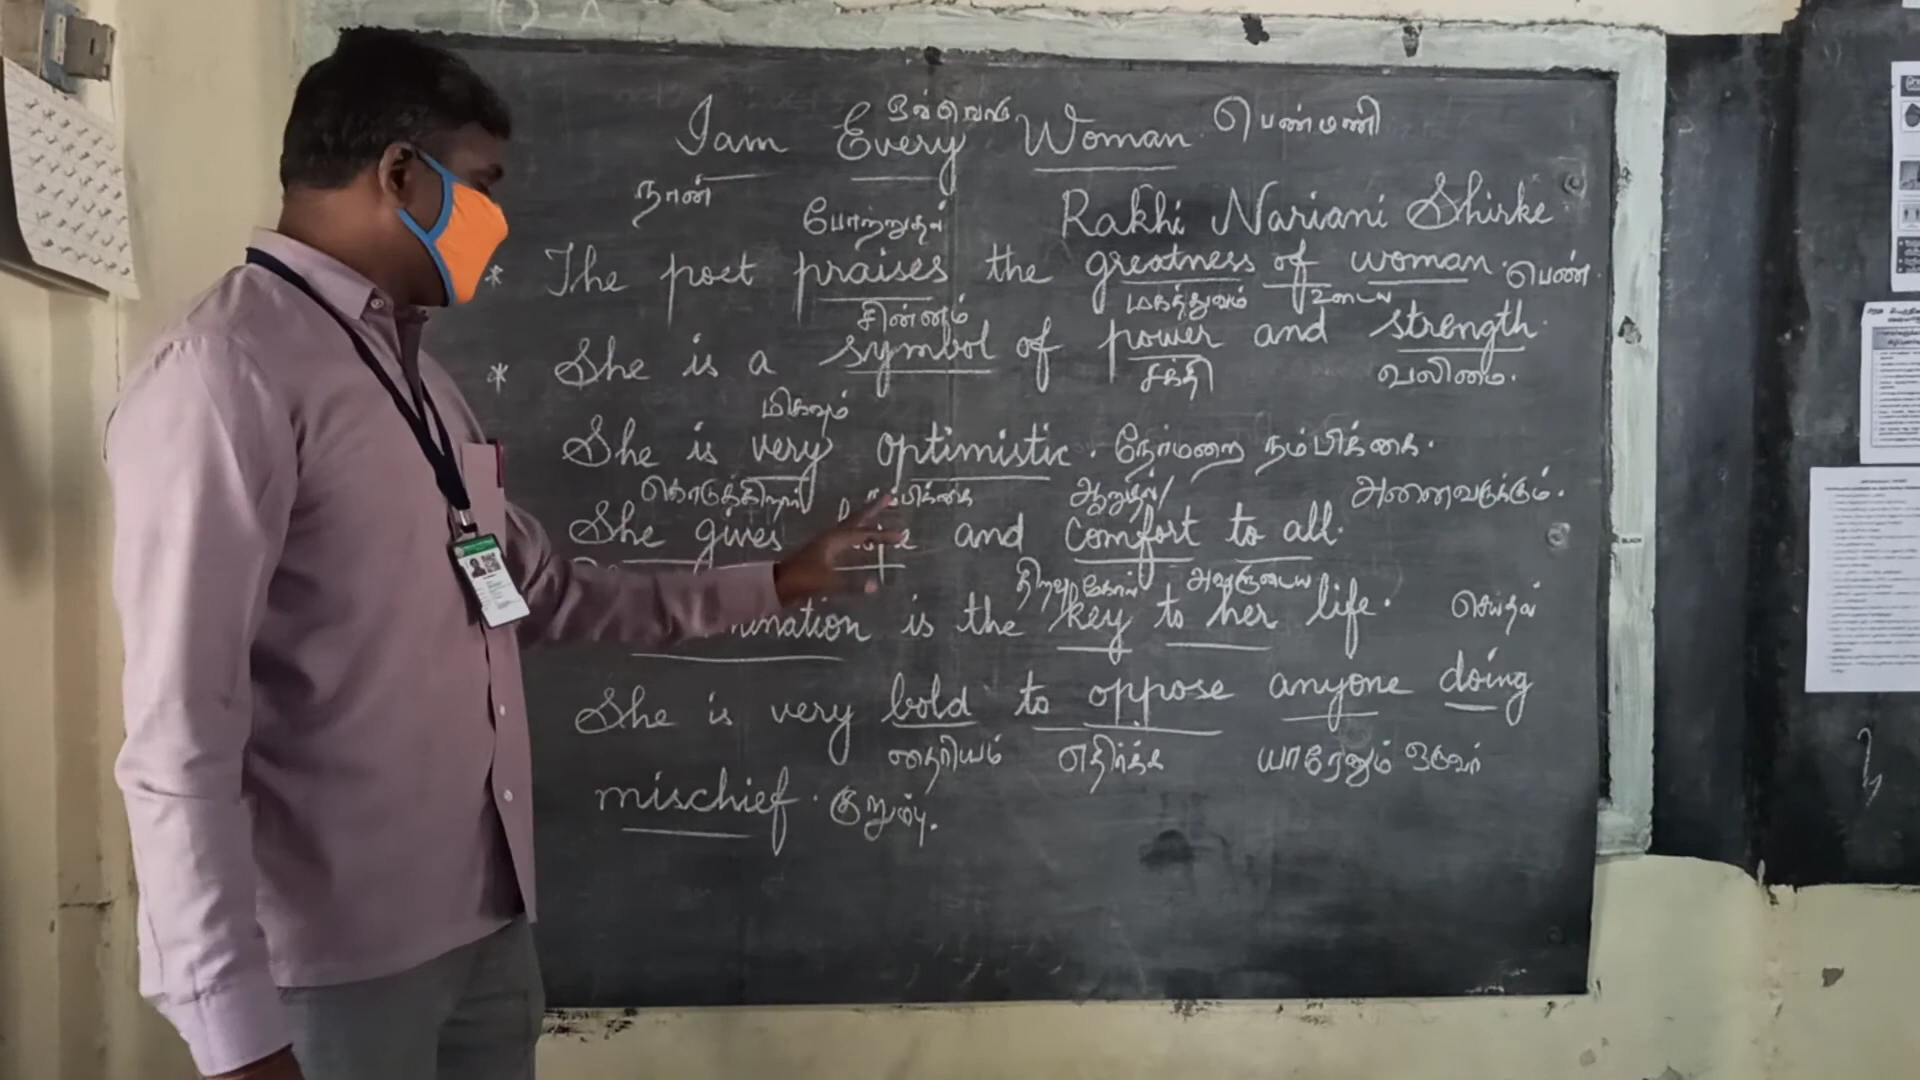 ஒவ்வொரு
I am Every Woman பெண்மணி
நான்
Rakhi Nariani Shirke
போற்றுதல்
* The poet praises the greatness of woman. பெண்
சின்னம் மகத்துவம் உடைய
* She is a symbol of power and strength.
சக்தி வலிமை.
மிகவும்
She is very optimistic. நேர்மறை நம்பிக்கை.
கொடுக்கிறாள் ஆறுதல்/ அனைவருக்கும்.
She gives and comfort to all.
திறவுகோல் அவளுடைய
is the key to her life. செய்தல்
She is very bold to oppose anyone doing
தைரியம் எதிர்க்க யாரேனும் ஒருவர்
mischief. குறும்பு.